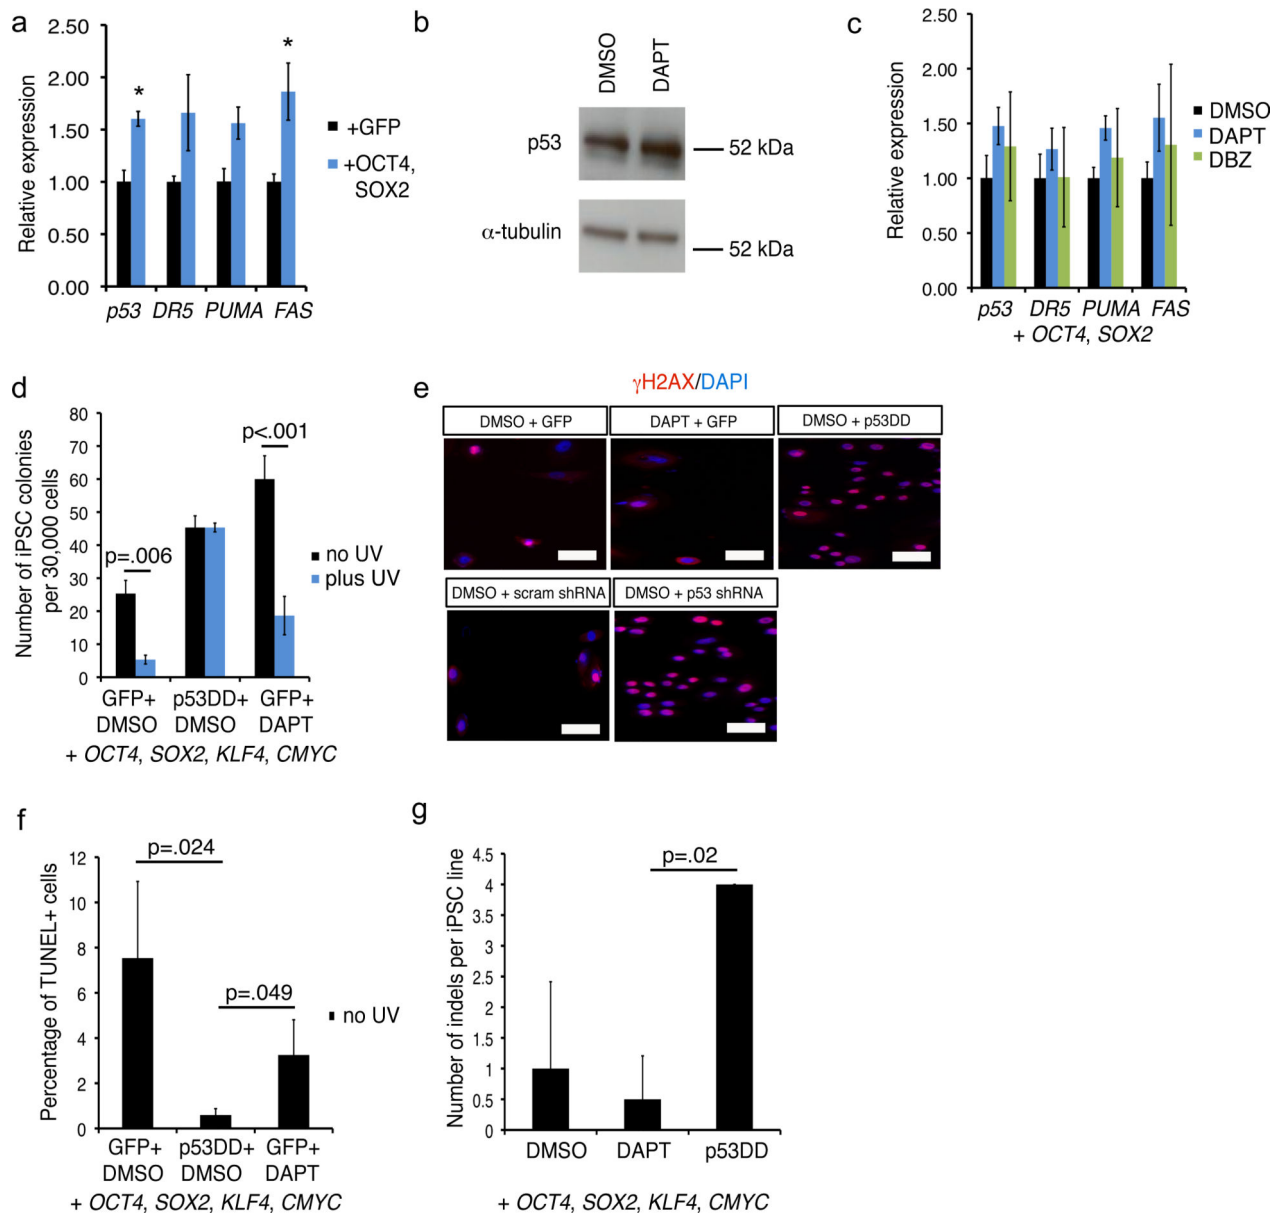 a
2.50
2.00
1.50
1.00
0.50
0.00
Relative expression
*
*
+GFP
+OCT4,
SOX2
p53 DR5 PUMA FAS
b
DMSO
DAPT
p53
52 kDa
α-tubulin
52 kDa
c
2.50
2.00
1.50
1.00
0.50
0.00
Relative expression
DMSO
DAPT
DBZ
p53 DR5 PUMA FAS
+ OCT4, SOX2
d
80
70
60
50
40
30
20
10
0
Number of iPSC colonies
per 30,000 cells
p=.006
p<.001
no UV
plus UV
GFP+
DMSO
p53DD+
DMSO
GFP+
DAPT
+ OCT4, SOX2, KLF4, CMYC
e
γH2AX/DAPI
DMSO + GFP
DAPT + GFP
DMSO + p53DD
DMSO + scram shRNA
DMSO + p53 shRNA
f
12
10
8
6
4
2
0
Percentage of TUNEL+ cells
p=.024
p=.049
no UV
GFP+
DMSO
p53DD+
DMSO
GFP+
DAPT
+ OCT4, SOX2, KLF4, CMYC
g
4.5
4
3.5
3
2.5
2
1.5
1
0.5
0
Number of indels per iPSC line
p=.02
DMSO DAPT p53DD
+ OCT4, SOX2, KLF4, CMYC